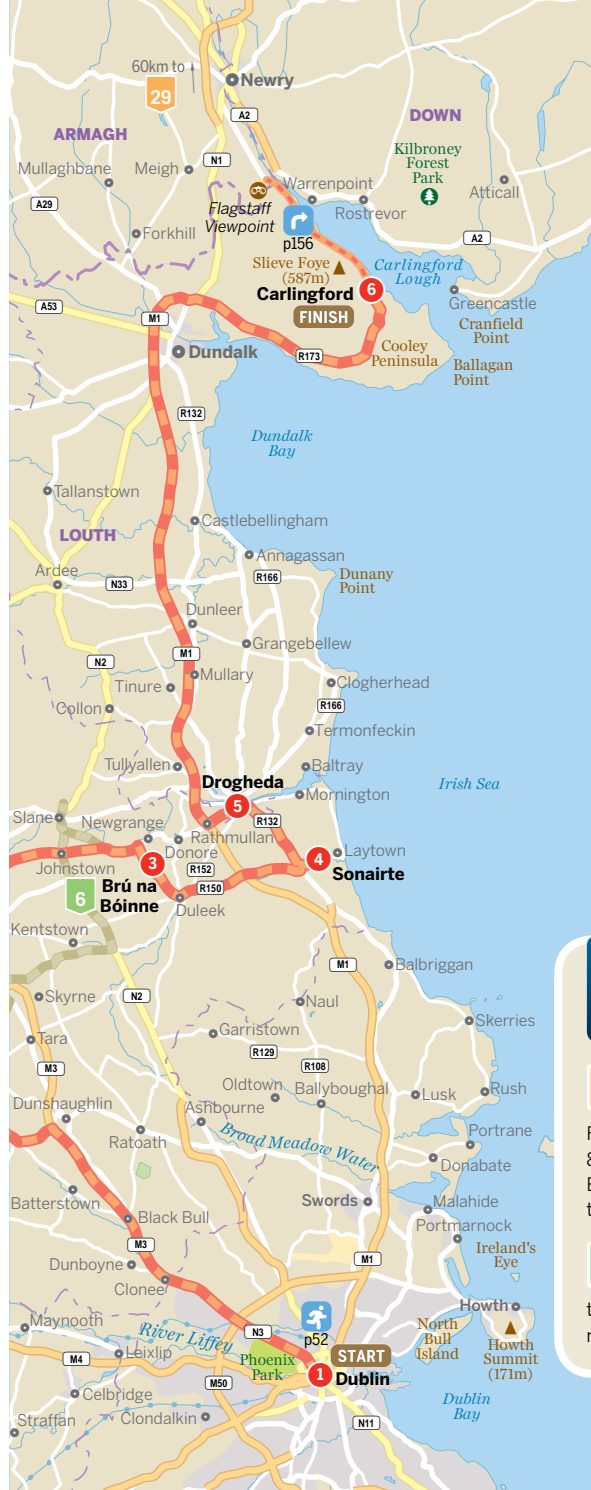 60km to
29
Newry
A2
DOWN
ARMAGH
Kilbroney
Forest
Park
N1
Mullaghbane
Meigh
Warrenpoint
Atticall
A29
Flagstaff
Viewpoint
Rostrevor
p156
Forkhill
A2
Slieve Foye
(587m)
Carlingford
Lough
Carlingford
6
FINISH
Greencastle
A53
M1
Cranfield
Point
Dundalk
R173
Cooley
Peninsula
Ballagan
Point
R132
Dundalk
Bay
Tallanstown
Castlebellingham
LOUTH
Annagassan
Ardee
R166
Dunany
Point
N33
Dunleer
Grangebellew
M1
N2
Mullary
Tinure
Clogherhead
Collon
R166
Termonfeckin
Tullyallen
Baltray
Drogheda
Irish Sea
5
Mornington
Slane
Newgrange
R132
Rathmullan
Donore
Laytown
3
4
Johnstown
R152
Sonairte
6
Brú na
Bóinne
R150
Duleek
Kentstown
M1
Balbriggan
Skyrne
N2
Naul
Skerries
Tara
Garristown
R129
R108
M3
Oldtown
Ballyboughal
Lusk
Rush
Dunshaughlin
Ashbourne
Ratoath
Broad Meadow Water
Portrane
Donabate
Batterstown
Swords
Malahide
Black Bull
Portmarnock
M3
Ireland's
Eye
Dunboyne
M1
Clonee
Howth
Maynooth
River Liffey
N3
p52
North
Bull
Island
Howth
Summit
(171m)
M4
Leixlip
Phoenix
Park
START
1
Dublin
M50
Celbridge
Dublin
Bay
Straffan
Clondalkin
N11
F
&
E
t
t
r